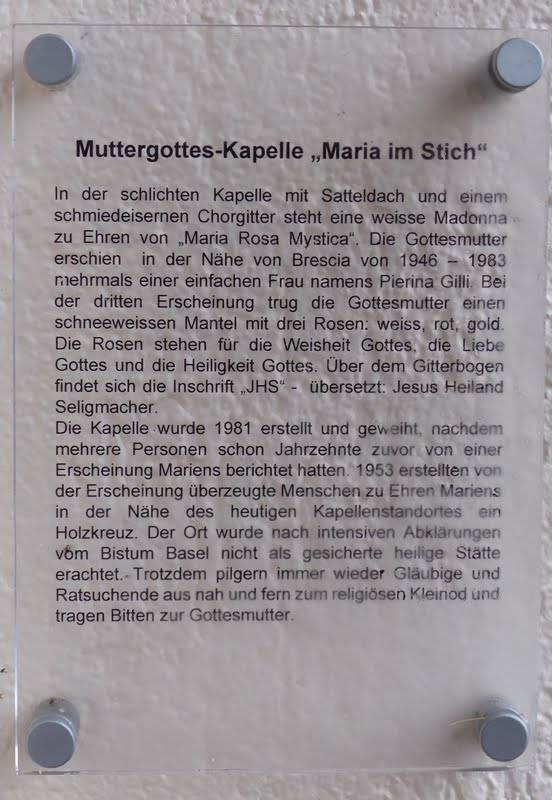 Muttergottes-Kapelle „Maria im Stich“
In der schlichten Kapelle mit Satteldach und einem
schmiedeisernen Chorgitter steht eine weisse Madonna
zu Ehren von „Maria Rosa Mystica“. Die Gottesmutter
erschien in der Nähe von Brescia von 1946 – 1983
mehrmals einer einfachen Frau namens Pierina Gilli. Bei
der dritten Erscheinung trug die Gottesmutter einen
schneeweissen Mantel mit drei Rosen: weiss, rot, gold.
Die Rosen stehen für die Weisheit Gottes, die Liebe
Gottes und die Heiligkeit Gottes. Über dem Gitterbogen
findet sich die Inschrift „JHS“ - übersetzt: Jesus Heiland
Seligmacher.
Die Kapelle wurde 1981 erstellt und geweiht, nachdem
mehrere Personen schon Jahrzehnte zuvor von einer
Erscheinung Mariens berichtet hatten. 1953 erstellten von
der Erscheinung überzeugte Menschen zu Ehren Mariens
in der Nähe des heutigen Kapellenstandortes ein
Holzkreuz. Der Ort wurde nach intensiven Abklärungen
vom Bistum Basel nicht als gesicherte heilige Stätte
erachtet. Trotzdem pilgern immer wieder Gläubige und
Ratsuchende aus nah und fern zum religiösen Kleinod und
tragen Bitten zur Gottesmutter.